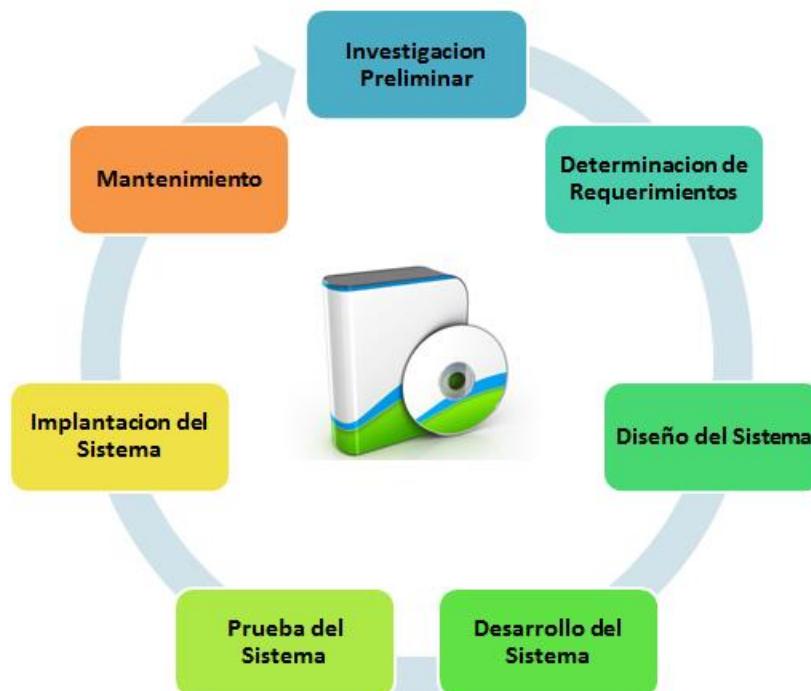 Investigacion
Preliminar
Determinacion de
Requerimientos
Diseño del Sistema
Desarrollo del
Sistema
Prueba del
Sistema
Implantacion del
Sistema
Mantenimiento